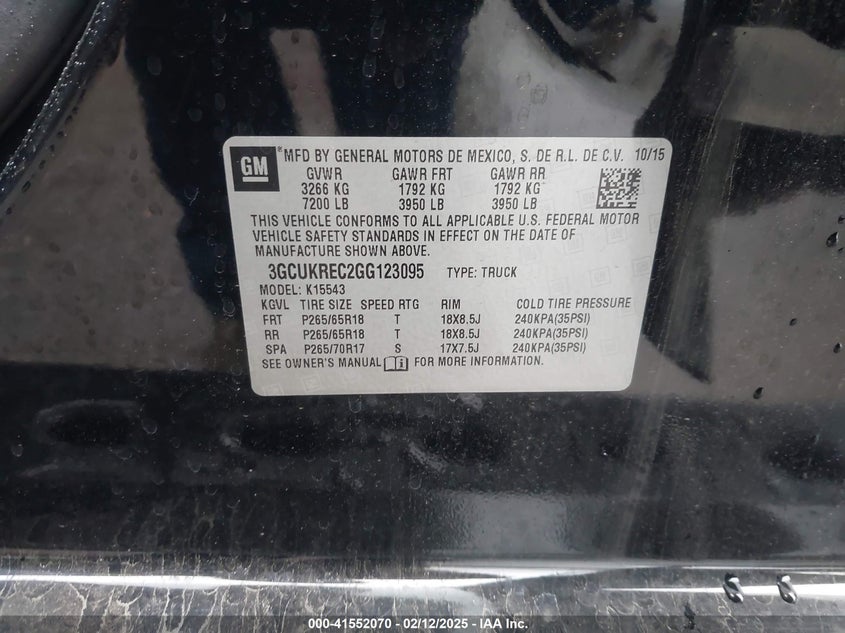 GM ® MFD BY GENERAL MOTORS DE MEXICO, S. DE R.L. DE C.V. 10/15
GVWR GAWR FRT GAWR RR
3266 KG 1792 KG 1792 KG
7200 LB 3950 LB 3950 LB
THIS VEHICLE CONFORMS TO ALL APPLICABLE U.S. FEDERAL MOTOR
VEHICLE SAFETY STANDARDS IN EFFECT ON THE DATE OF
MANUFACTURE SHOWN ABOVE.
3GCUKREC2GG123095 TYPE: TRUCK
MODEL: K15543
KGVL TIRE SIZE SPEED RTG RIM COLD TIRE PRESSURE
FRT P265/65R18 T 18X8.5J 240KPA(35PSI)
RR P265/65R18 T 18X8.5J 240KPA(35PSI)
SPA P265/70R17 S 17X7.5J 240KPA(35PSI)
SEE OWNER'S MANUAL i FOR MORE INFORMATION.
000-41552070 - 02/12/2025 - IAA Inc.